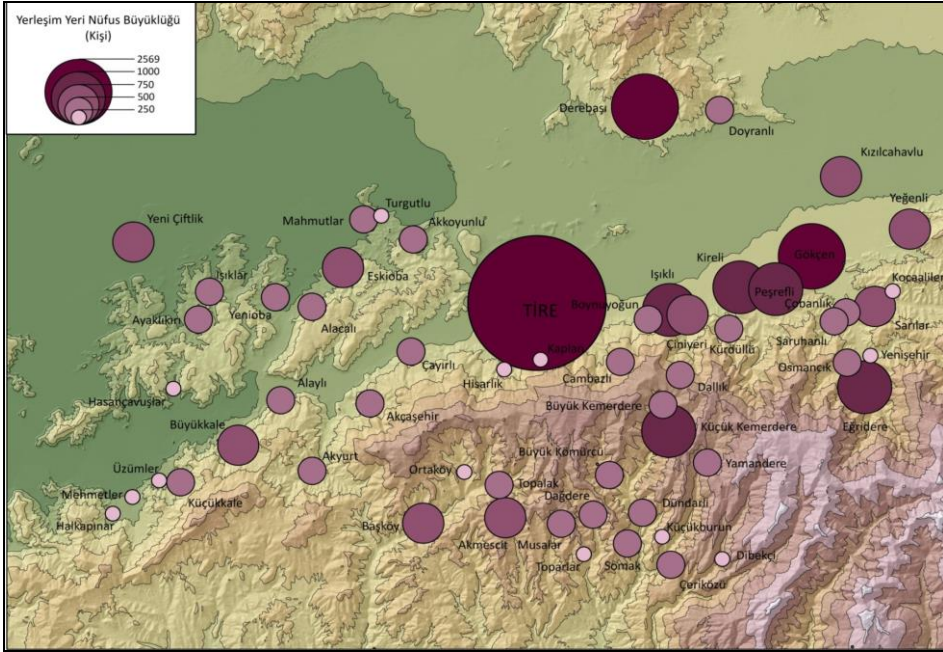 Yerleşim Yeri Nüfus Büyüklüğü
(Kişi)
2569
1000
750
500
250
Derebaşı
Doyranlı
Kızılcahavlu
Yeğenli
Yeni Çiftlik
Mahmutlar
Turgutlu
Akkoyunlu
Eskioba
Işıklar
Yenioba
Ayaklıkırı
Alacalı
TİRE
Işıklı
Kireli
Gökçen
Peşrefli
Kocaaliler
Boynuyoğun
Çobanlık
Sarılar
Çiniyeri
Kürdüllü
Saruhanlı
Çayırlı
Kaplan
Hisarlık
Cambazlı
Osmancık
Yenişehir
Dallık
Hasançavuşlar
Alaylı
Akçaşehir
Büyük Kemerdere
Eğridere
Büyükkale
Küçük Kemerdere
Akyurt
Üzümler
Büyük Kömürcü
Yamandere
Ortaköy
Topalak
Mehmetler
Küçükkale
Dağdere
Halkapınar
Dündarlı
Başköy
Akmescit
Musalar
Küçükburun
Toparlar
Somak
Dibekçi
Çeriközü